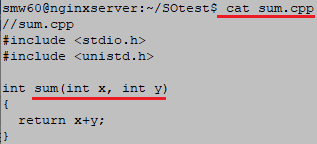 smw60@nginxserver:~/SOtest$ cat sum.cpp
//sum.cpp
#include <stdio.h>
#include <unistd.h>

int sum(int x, int y)
{
  return x+y;
}